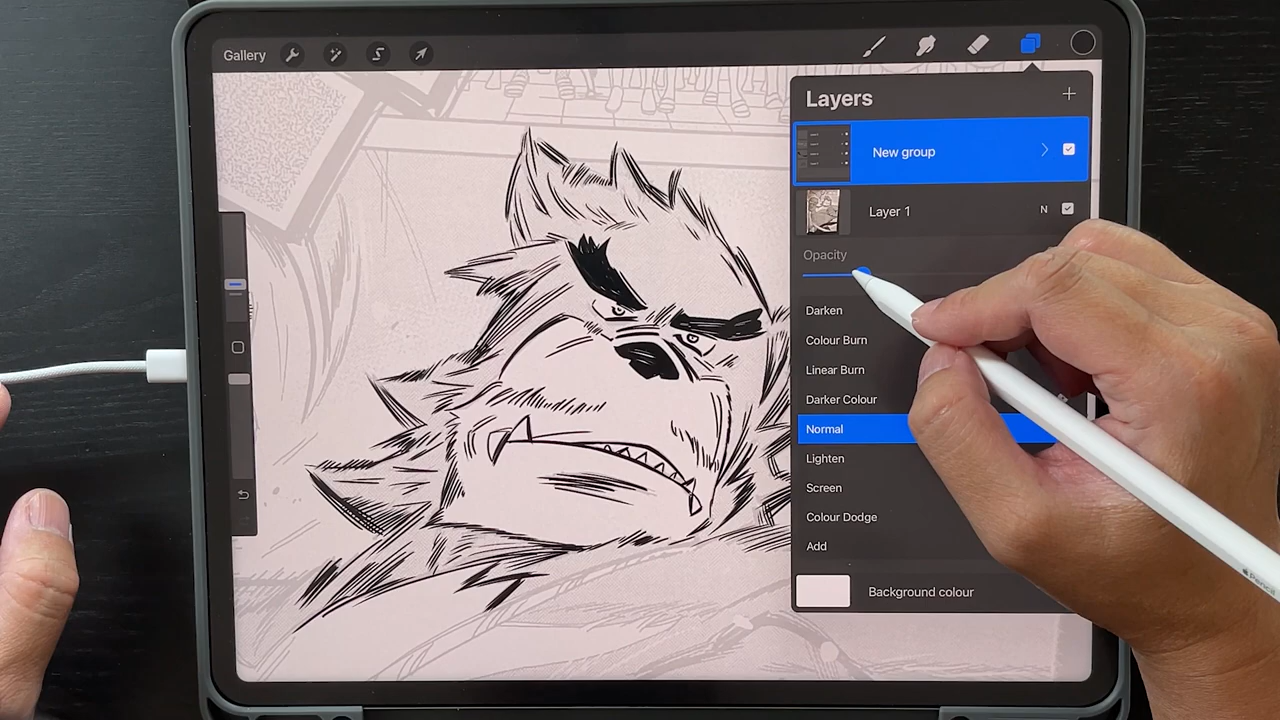 Gallery
Layers
New group
Layer 1
N
Opacity
Darken
Colour Burn
Linear Burn
Darker Colour
Normal
Lighten
Screen
Colour Dodge
Add
Background colour